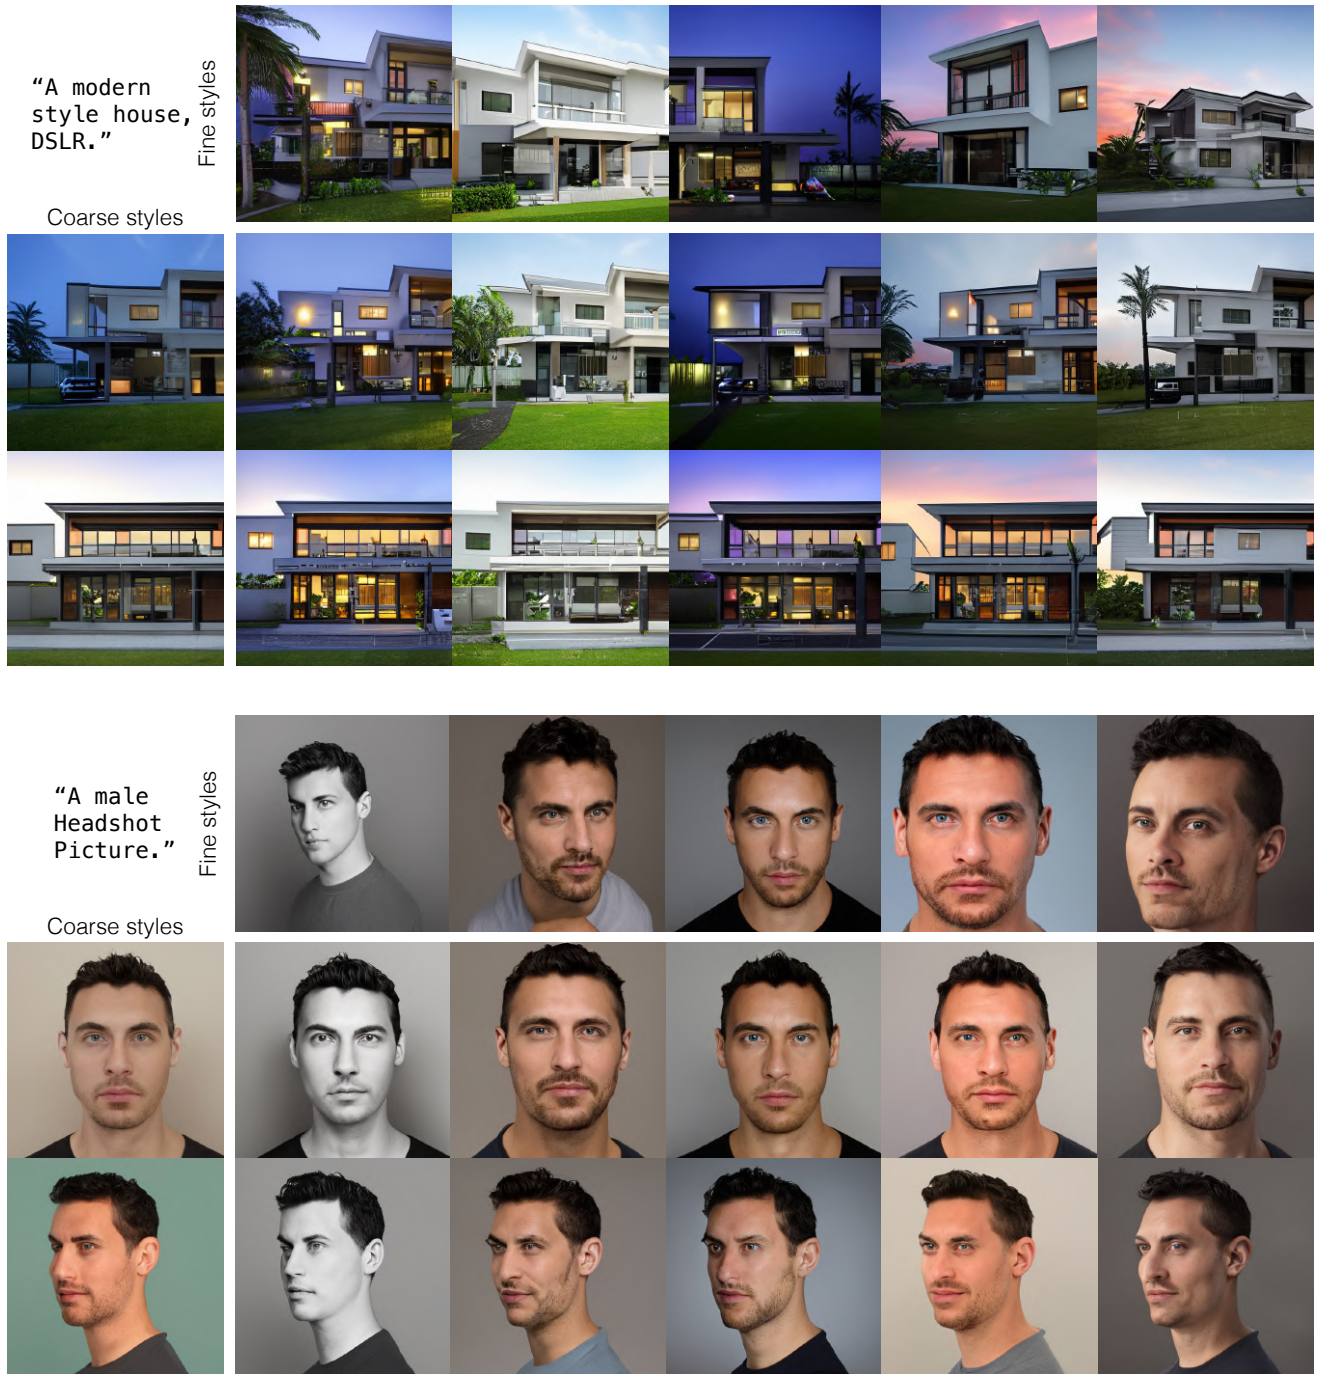 “A modern
style house,
DSLR.”
Fine styles
Coarse styles
“A male
Headshot
Picture.”
Fine styles
Coarse styles